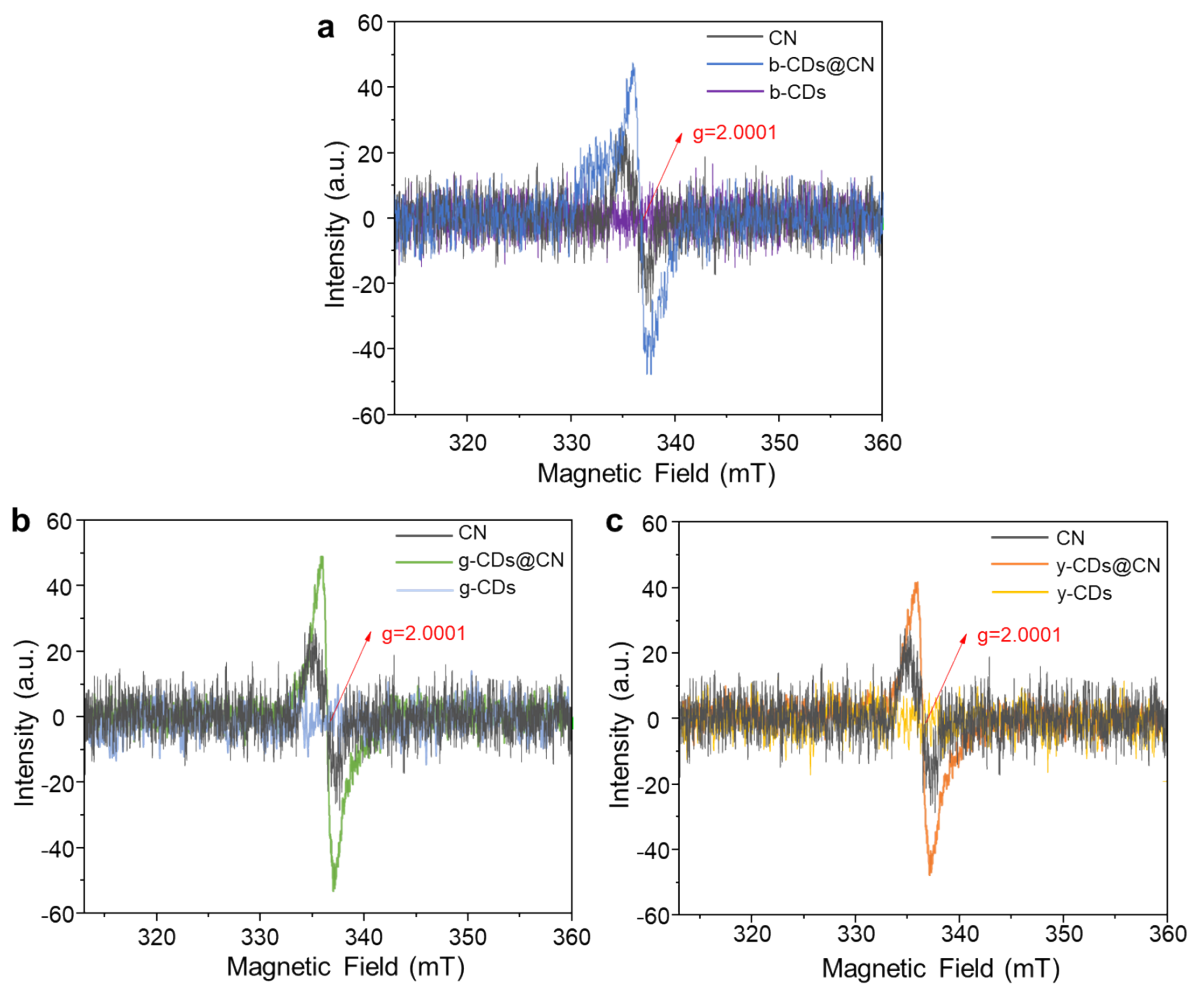 a
60
40
20
0
-20
-40
-60
Intensity (a.u.)
CN
b-CDs@CN
b-CDs
g=2.0001
320 330 340 350 360
Magnetic Field (mT)
b
60
40
20
0
-20
-40
-60
Intensity (a.u.)
CN
g-CDs@CN
g-CDs
g=2.0001
320 330 340 350 360
Magnetic Field (mT)
c
60
40
20
0
-20
-40
-60
Intensity (a.u.)
CN
y-CDs@CN
y-CDs
g=2.0001
320 330 340 350 360
Magnetic Field (mT)